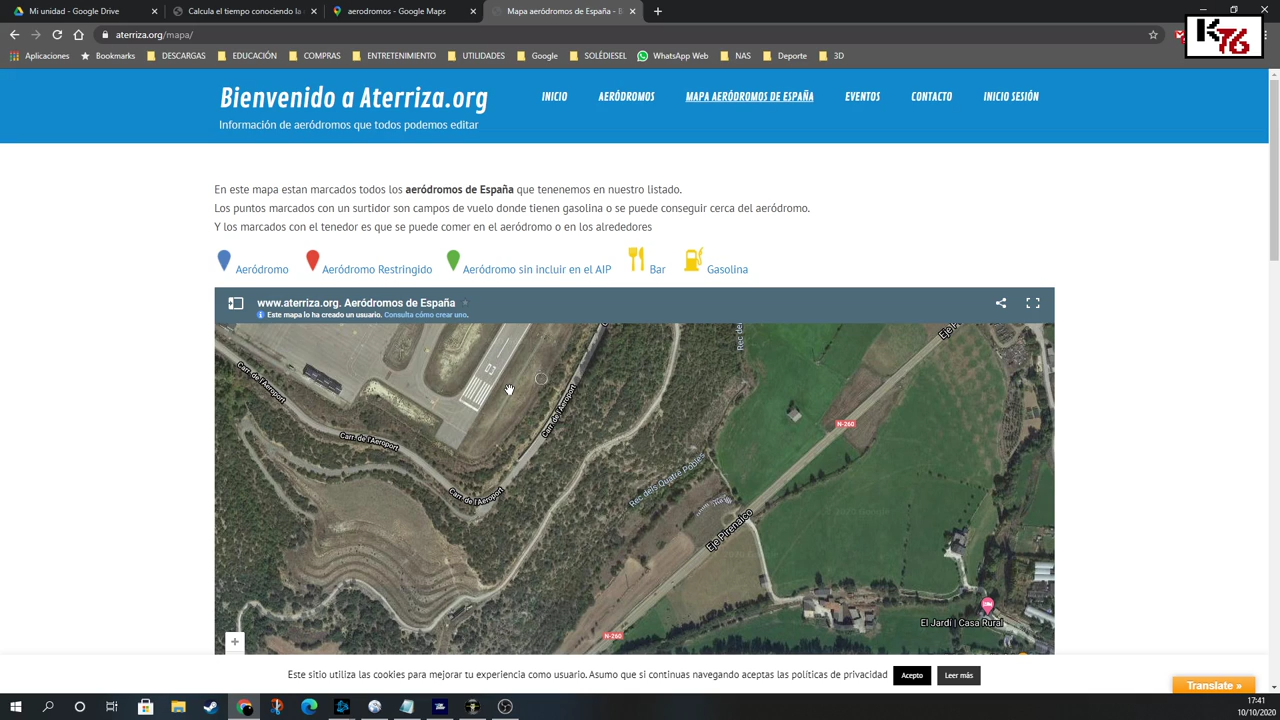 Mi unidad - Google Drive
Calcula el tiempo considerando la
aeródromos - Google Maps
Mapa aeródromos de España - B
aterriza.org/mapa/
Aplicaciones
Bookmarks
DESCARGAS
EDUCACIÓN
COMPRAS
ENTRETENIMIENTO
UTILIDADES
Google
SOLÉDIESEL
WhatsApp Web
NAS
Deporte
3D
K76
Bienvenido a Aterriza.org
Información de aeródromos que todos podemos editar
INICIO
AERÓDROMOS
MAPA AERÓDROMOS DE ESPAÑA
EVENTOS
CONTACTO
INICIO SESIÓN
En este mapa estan marcados todos los aeródromos de España que tenenemos en nuestro listado.
Los puntos marcados con un surtidor son campos de vuelo donde tienen gasolina o se puede conseguir cerca del aeródromo.
Y los marcados con el tenedor es que se puede comer en el aeródromo o en los alrededores
Aeródromo
Aeródromo Restringido
Aeródromo sin incluir en el AIP
Bar
Gasolina
www.aterriza.org. Aeródromos de España
Este mapa lo ha creado un usuario. Consulta cómo crear uno.
Carr. de l'Aeroport
Carr. de l'Aeroport
Carr. de l'Aeroport
Carr. de l'Aeroport
Rec dels Quatre Pobles
N-260
Eje Pirenaico
N-260
El Jardí | Casa Rural
Este sitio utiliza las cookies para mejorar tu experiencia como usuario. Asumo que si continuas navegando aceptas las políticas de privacidad
Acepto
Leer más
Translate »
17:41
10/10/2020